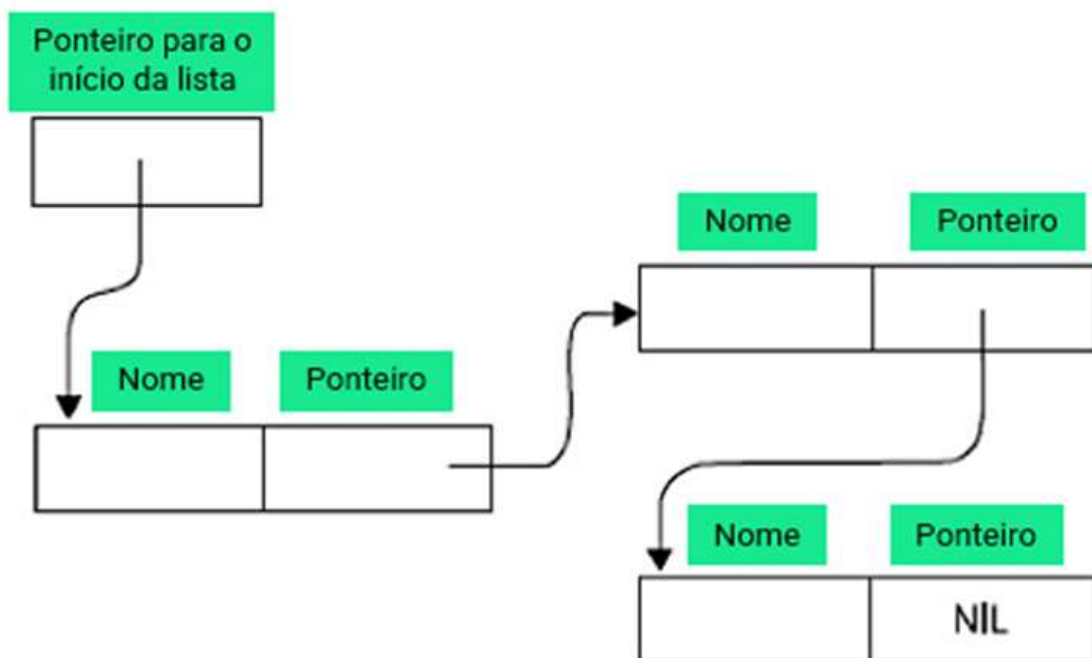 Ponteiro para o
início da lista
Nome
Ponteiro
Nome
Ponteiro
Nome
Ponteiro
NIL